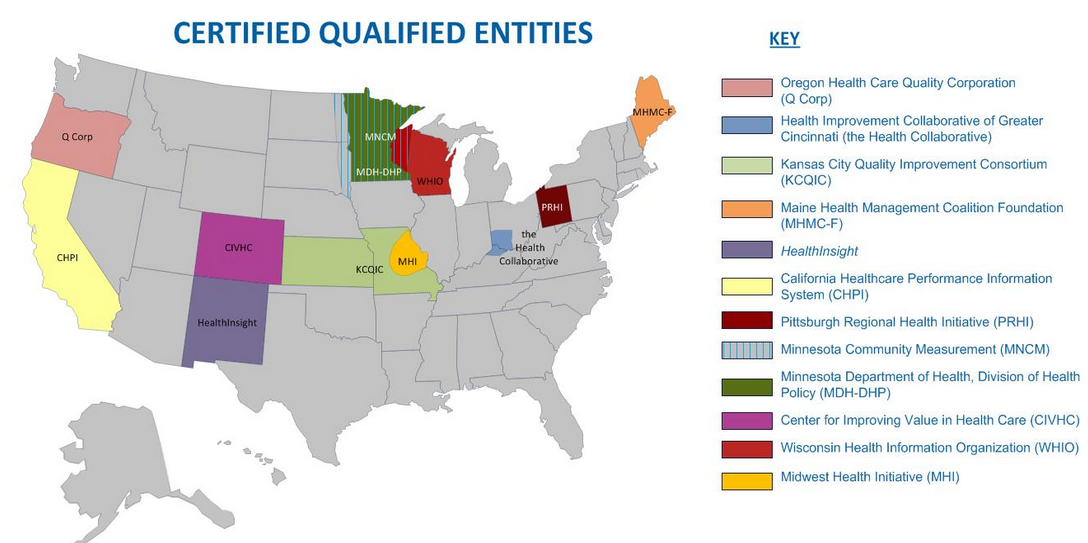 CERTIFIED QUALIFIED ENTITIES
KEY
Oregon Health Care Quality Corporation
(Q Corp)
Health Improvement Collaborative of Greater
Cincinnati (the Health Collaborative)
Kansas City Quality Improvement Consortium
(KCQIC)
Maine Health Management Coalition Foundation
(MHMC-F)
HealthInsight
California Healthcare Performance Information
System (CHPI)
Pittsburgh Regional Health Initiative (PRHI)
Minnesota Community Measurement (MNCM)
Minnesota Department of Health, Division of Health
Policy (MDH-DHP)
Center for Improving Value in Health Care (CIVHC)
Wisconsin Health Information Organization (WHIO)
Midwest Health Initiative (MHI)
Q Corp
MNCM
MHMC-F
MDH-DHP
WHIO
PRHI
CHPI
CIVHC
the
Health
Collaborative
KCQIC
MHI
HealthInsight